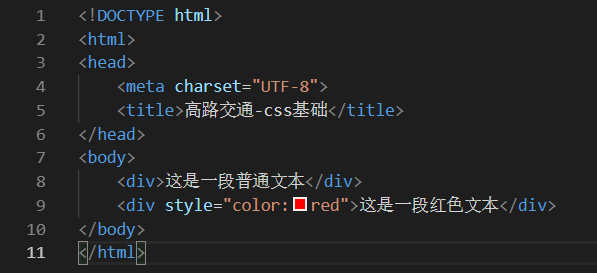 1 <!DOCTYPE html>
2 <html>
3 <head>
4     <meta charset="UTF-8">
5     <title>高路交通-css基础</title>
6 </head>
7 <body>
8     <div>这是一段普通文本</div>
9     <div style="color:red">这是一段红色文本</div>
10 </body>
11 </html>